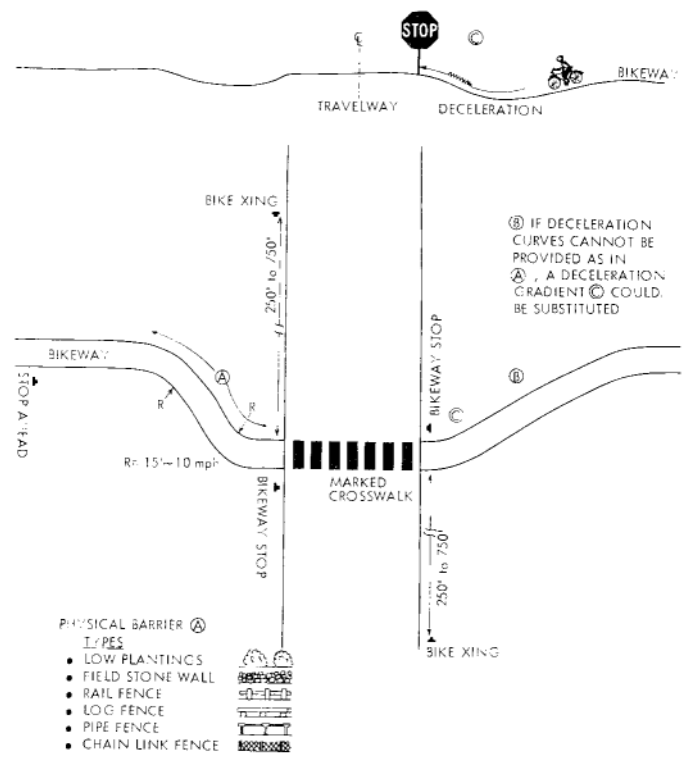 STOP
Ⓒ
℄
BIKEWAY
TRAVELWAY
DECELERATION
BIKE XING
250' to 750'
Ⓑ IF DECELERATION
CURVES CANNOT BE
PROVIDED AS IN
Ⓐ, A DECELERATION
GRADIENT Ⓒ COULD
BE SUBSTITUTED
BIKEWAY
Ⓐ
BIKEWAY STOP
Ⓑ
Ⓒ
STOP AHEAD
R
R
R= 15'~10 mph
MARKED
CROSSWALK
BIKEWAY STOP
250' to 750'
BIKE XING
PHYSICAL BARRIER Ⓐ
TYPES
• LOW PLANTINGS
• FIELD STONE WALL
• RAIL FENCE
• LOG FENCE
• PIPE FENCE
• CHAIN LINK FENCE